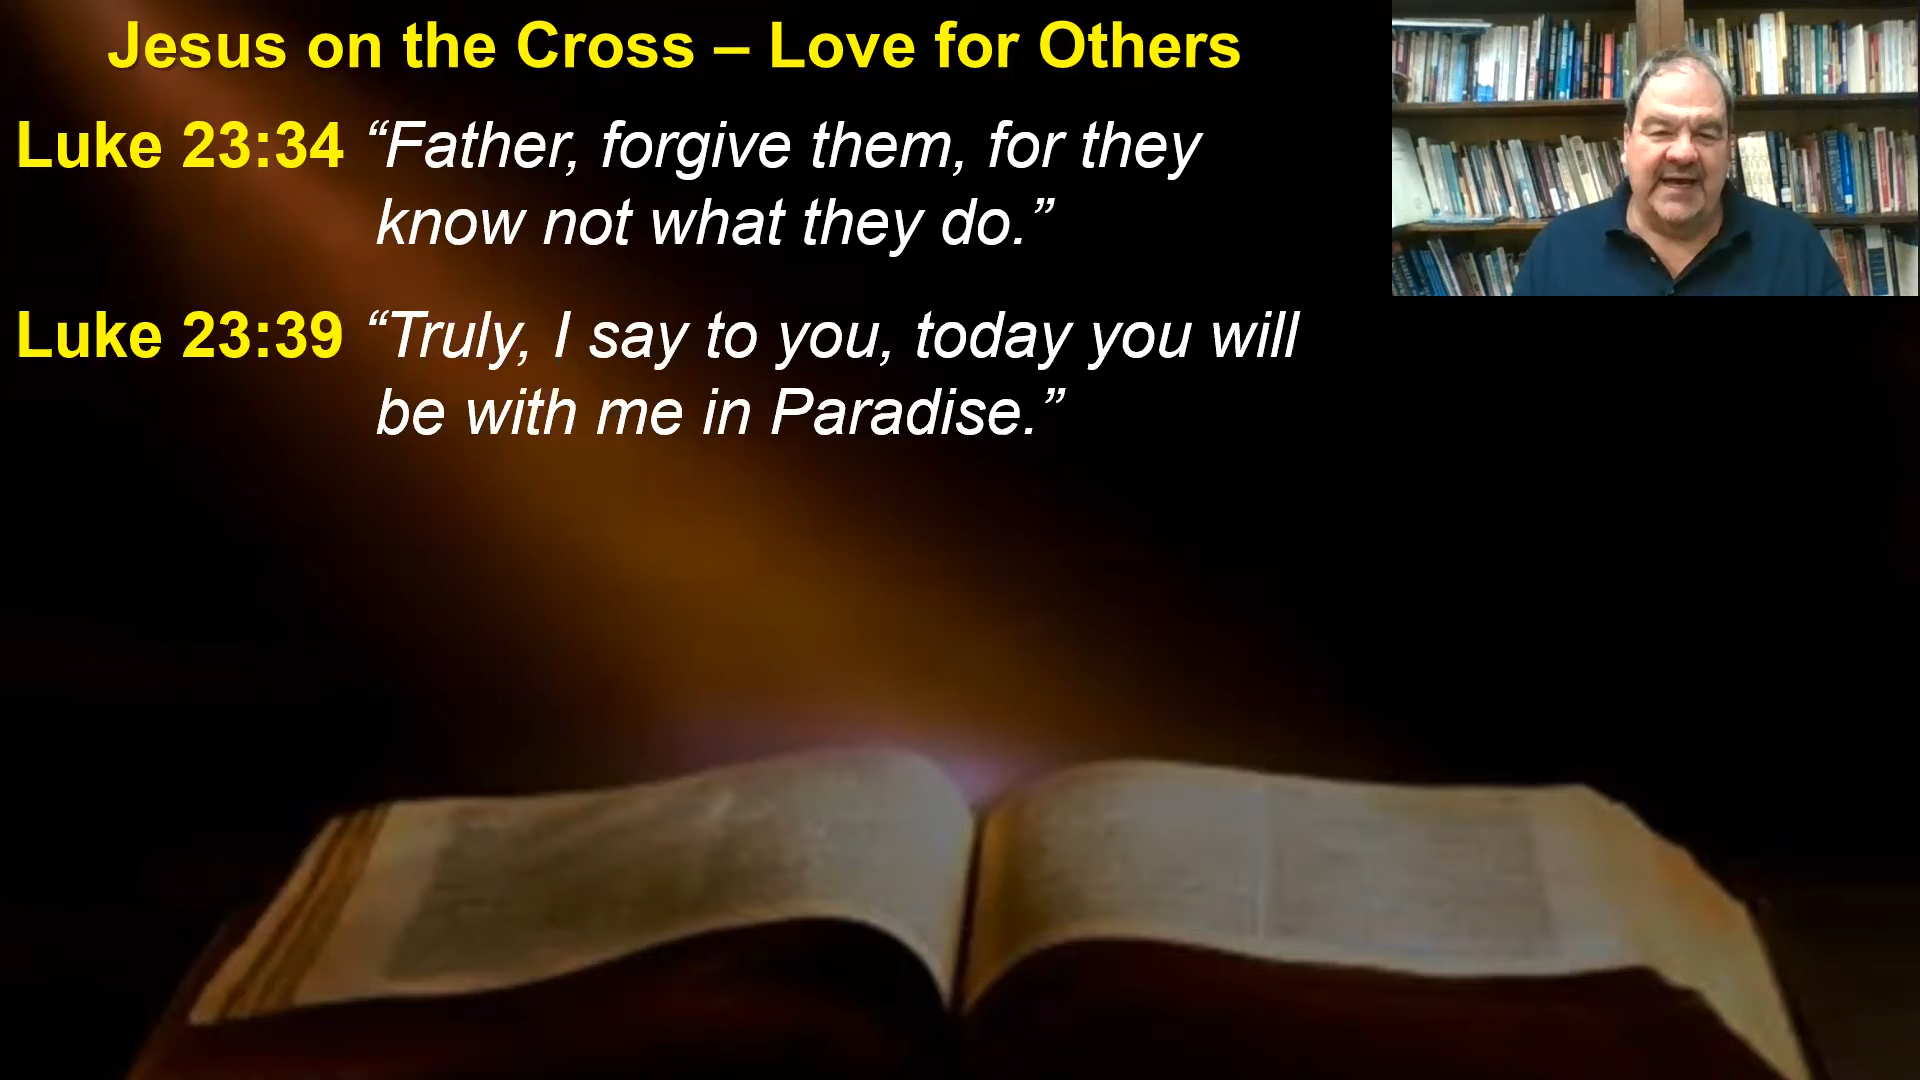 Jesus on the Cross – Love for Others
Luke 23:34 “Father, forgive them, for they
know not what they do.”
Luke 23:39 “Truly, I say to you, today you will
be with me in Paradise.”